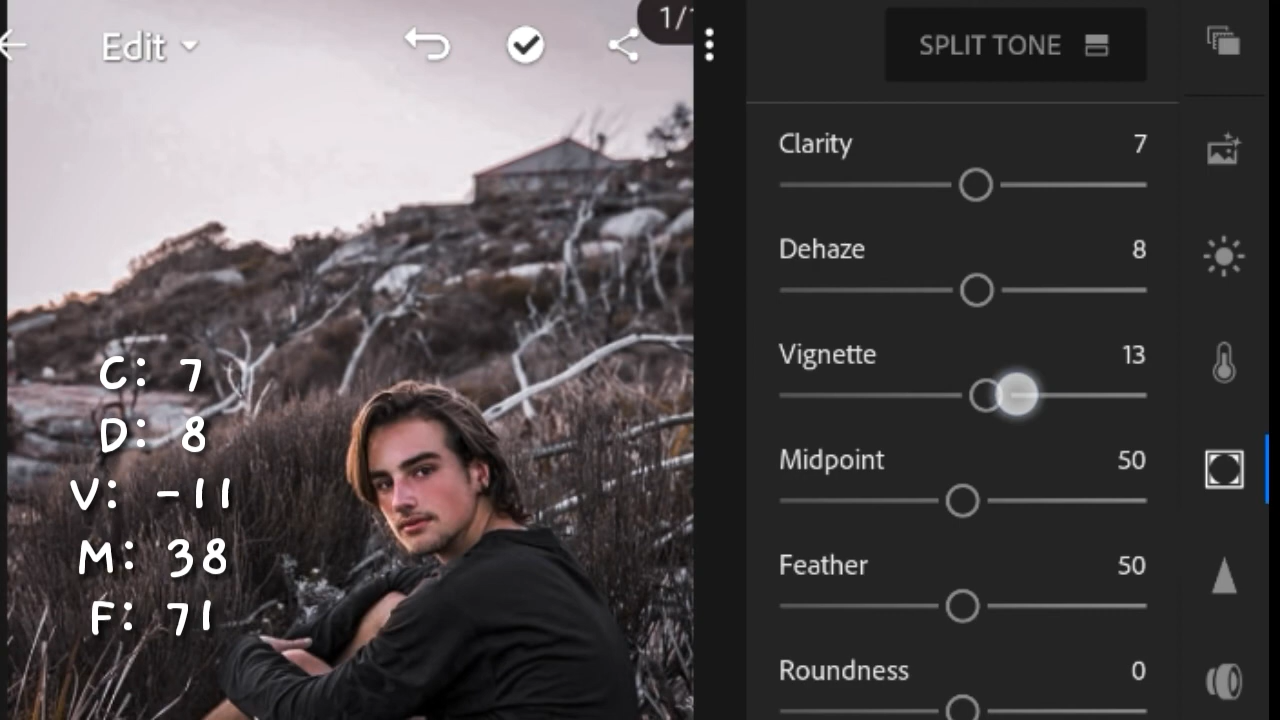 Edit
1/
SPLIT TONE
Clarity 7
Dehaze 8
Vignette 13
Midpoint 50
Feather 50
Roundness 0
C: 7
D: 8
V: -11
M: 38
F: 71